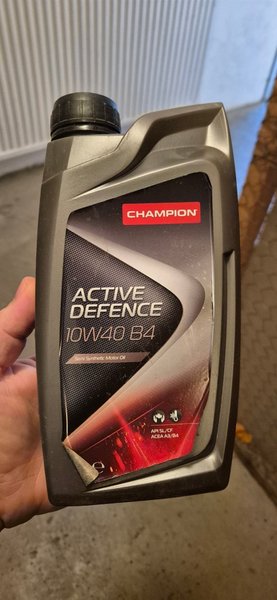 CHAMPION
ACTIVE
DEFENCE
10W40 B4
Semi Synthetic Motor Oil
API SL/CF
ACEA A3/B4